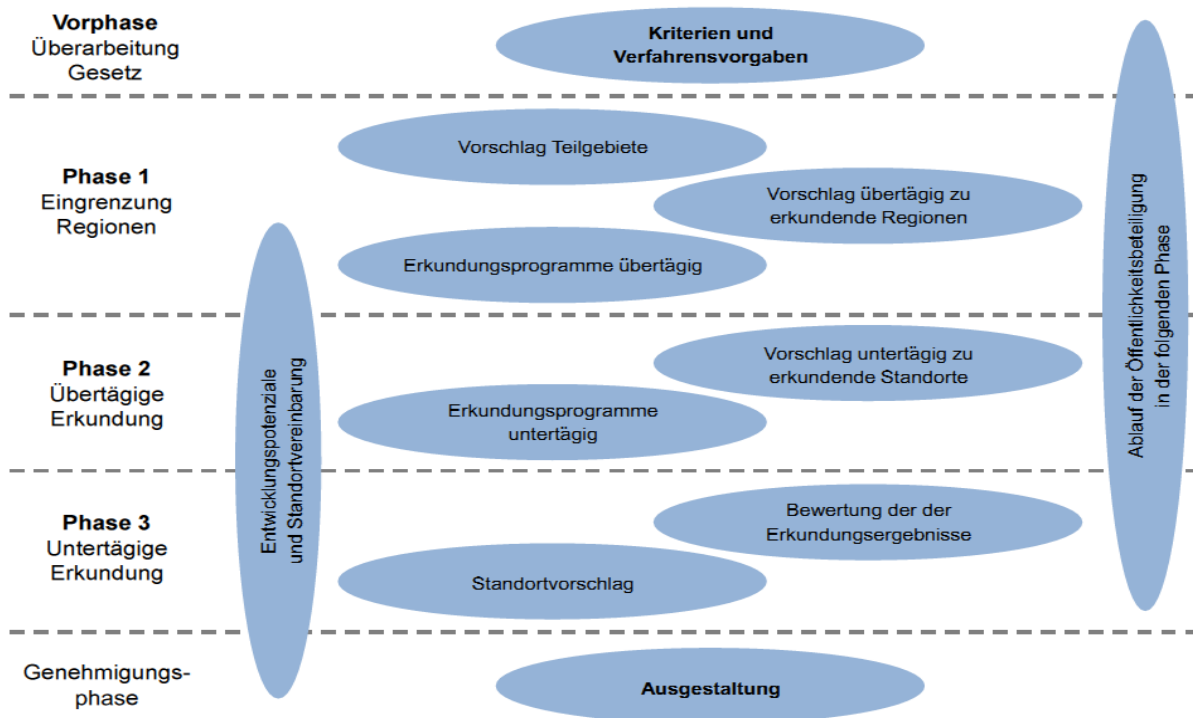 Vorphase
Überarbeitung
Gesetz
Kriterien und
Verfahrensvorgaben
Phase 1
Eingrenzung
Regionen
Vorschlag Teilgebiete
Vorschlag übertägig zu
erkundende Regionen
Erkundungsprogramme übertägig
Phase 2
Übertägige
Erkundung
Vorschlag untertägig zu
erkundende Standorte
Erkundungsprogramme
untertägig
Phase 3
Untertägige
Erkundung
Bewertung der der
Erkundungsergebnisse
Standortvorschlag
Genehmigungs-
phase
Ausgestaltung
Entwicklungspotenziale
und Standortvereinbarung
Ablauf der Öffentlichkeitsbeteiligung
in der folgenden Phase